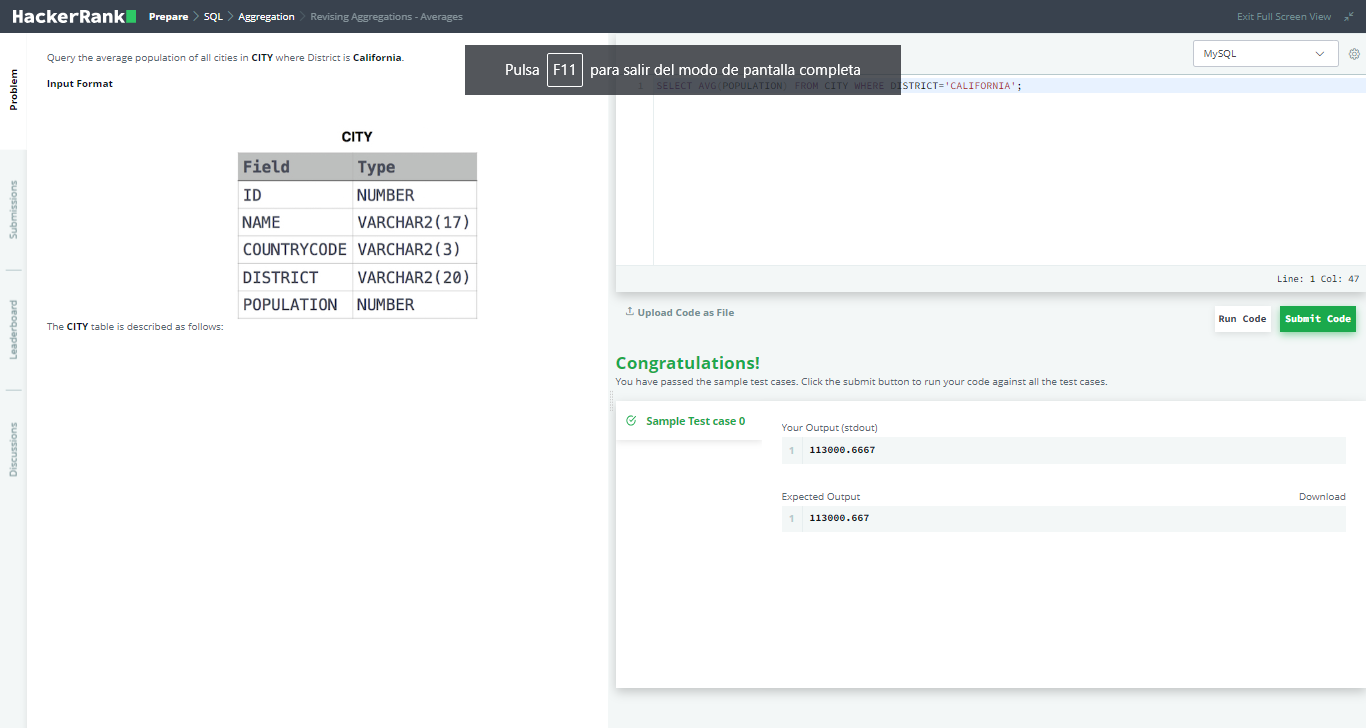 HackerRank
Prepare > SQL > Aggregation > Revising Aggregations - Averages
Exit Full Screen View
Problem
Submissions
Leaderboard
Discussions
Query the average population of all cities in CITY where District is California.
Input Format
CITY
Field Type
ID NUMBER
NAME VARCHAR2(17)
COUNTRYCODE VARCHAR2(3)
DISTRICT VARCHAR2(20)
POPULATION NUMBER
The CITY table is described as follows:
Pulsa F11 para salir del modo de pantalla completa
MySQL
1 SELECT AVG(POPULATION) FROM CITY WHERE DISTRICT='CALIFORNIA';
Line: 1 Col: 47
Upload Code as File
Run Code
Submit Code
Congratulations!
You have passed the sample test cases. Click the submit button to run your code against all the test cases.
Sample Test case 0
Your Output (stdout)
1 113000.6667
Expected Output Download
1 113000.667